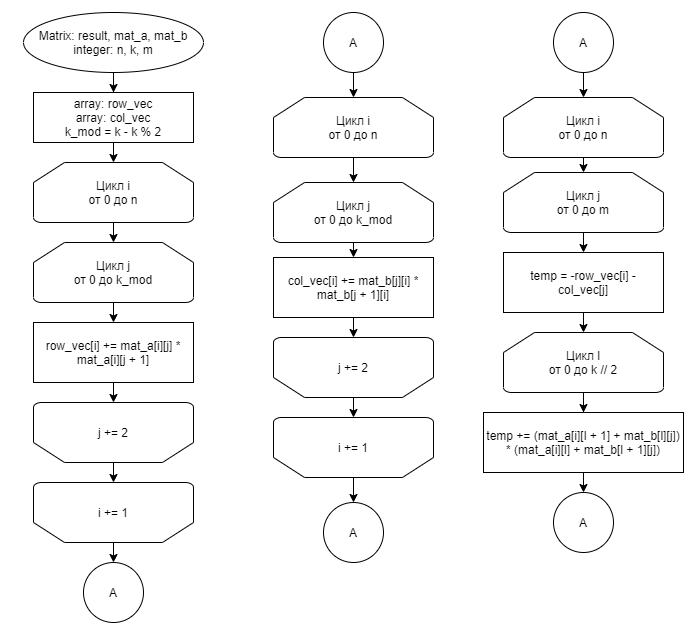 Matrix: result, mat_a, mat_b
integer: n, k, m
array: row_vec
array: col_vec
k_mod = k - k % 2
Цикл i
от 0 до n
Цикл j
от 0 до k_mod
row_vec[i] += mat_a[i][j] *
mat_a[i][j + 1]
j += 2
i += 1
A
A
Цикл i
от 0 до n
Цикл j
от 0 до k_mod
col_vec[i] += mat_b[j][i] *
mat_b[j + 1][i]
j += 2
i += 1
A
A
Цикл i
от 0 до n
Цикл j
от 0 до m
temp = -row_vec[i] -
col_vec[j]
Цикл l
от 0 до k // 2
temp += (mat_a[i][l + 1] + mat_b[l][j])
* (mat_a[i][l] + mat_b[l + 1][j])
A